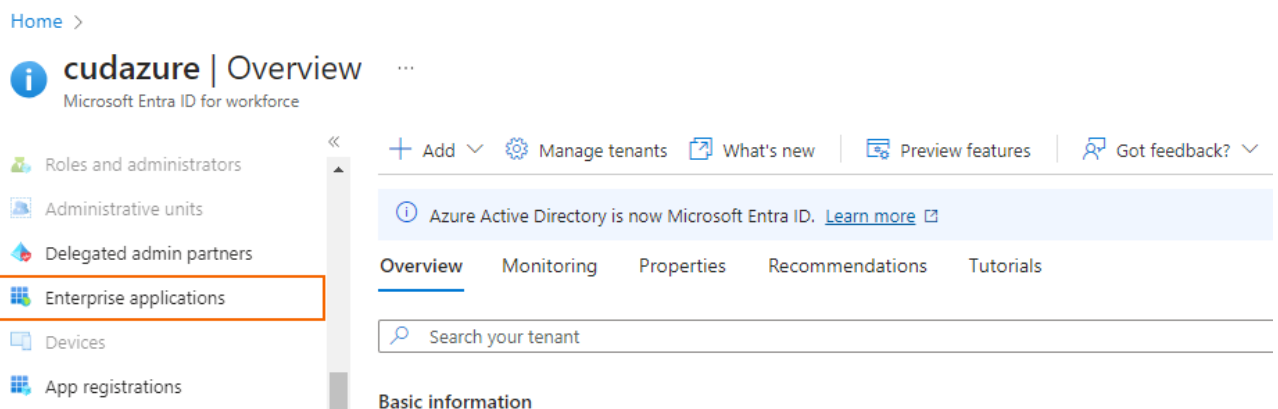 Home >
cudazure | Overview ...
Microsoft Entra ID for workforce
Roles and administrators
Administrative units
Delegated admin partners
Enterprise applications
Devices
App registrations
Add
Manage tenants
What's new
Preview features
Got feedback?
Azure Active Directory is now Microsoft Entra ID. Learn more
Overview Monitoring Properties Recommendations Tutorials
Search your tenant
Basic information